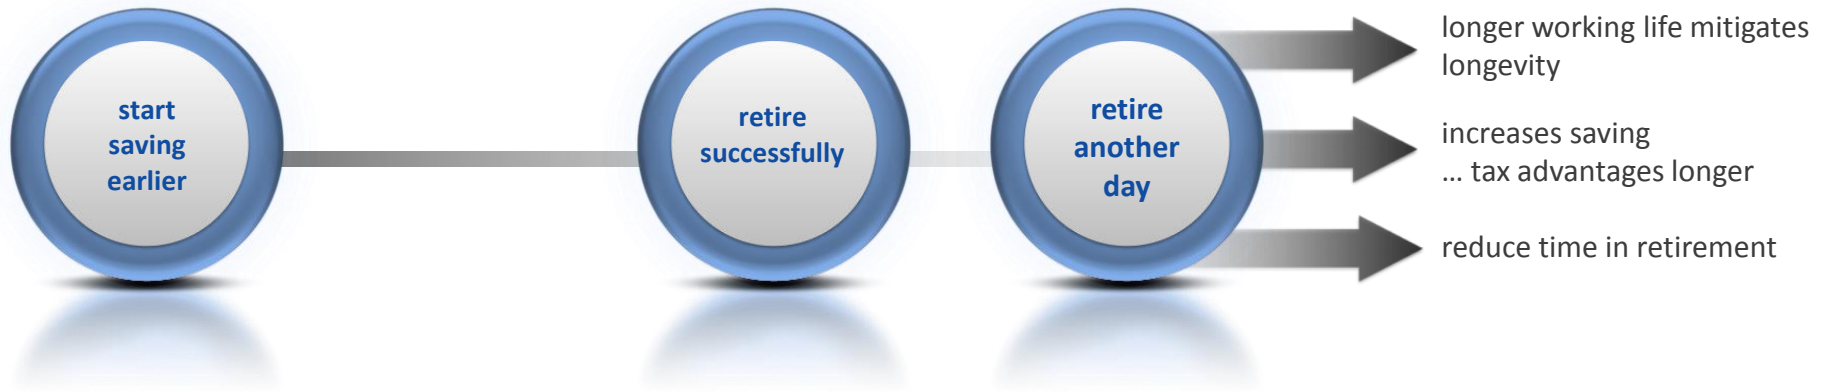 start
saving
earlier
retire
successfully
retire
another
day
longer working life mitigates
longevity
increases saving
... tax advantages longer
reduce time in retirement